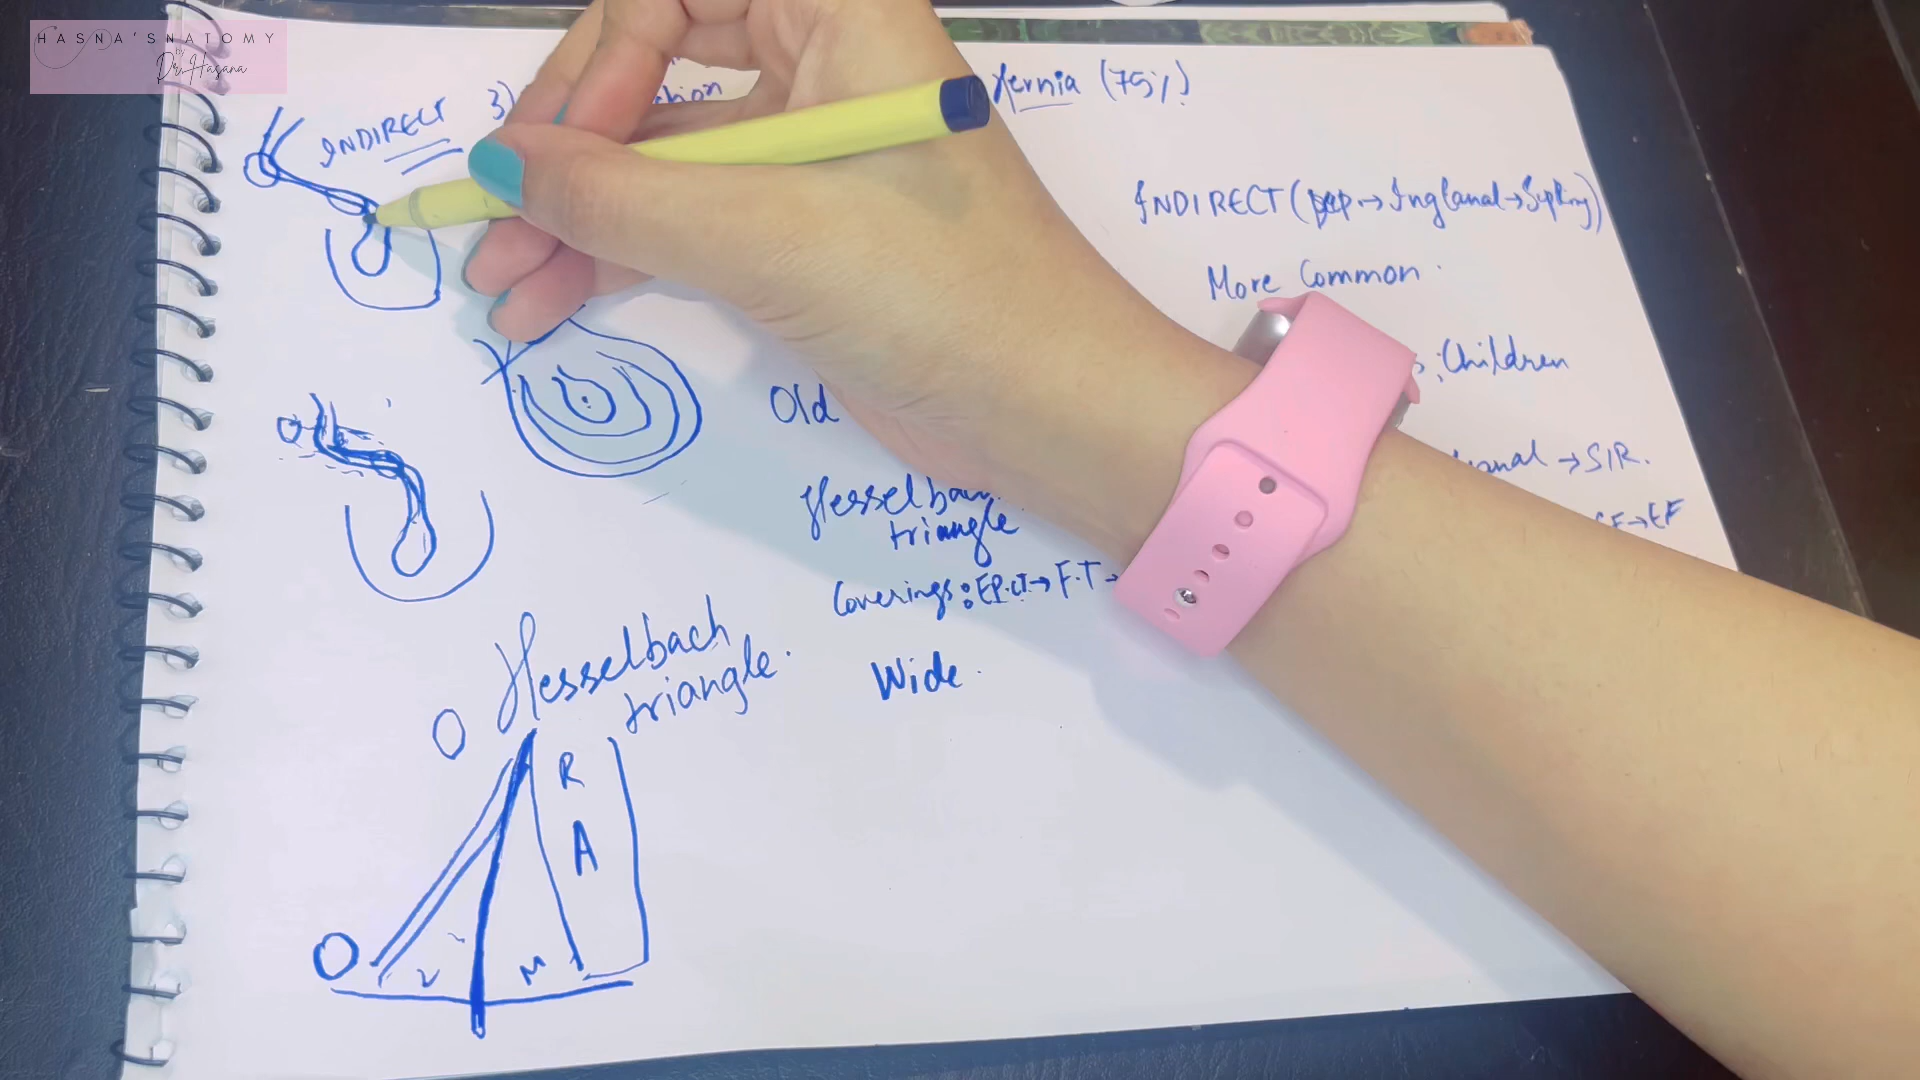 HASNA'SNATOMY
by
Dr. Hasana
INDIRECT
3)
Hernia (75%)
INDIRECT ( → Ing Canal → Sup Ring)
More Common
Children
Old
→ SIR.
Hesselbach
triangle
→ EF
Coverings: EP.CT → F.T →
Wide.
Hesselbach
triangle.
R
A
L
M